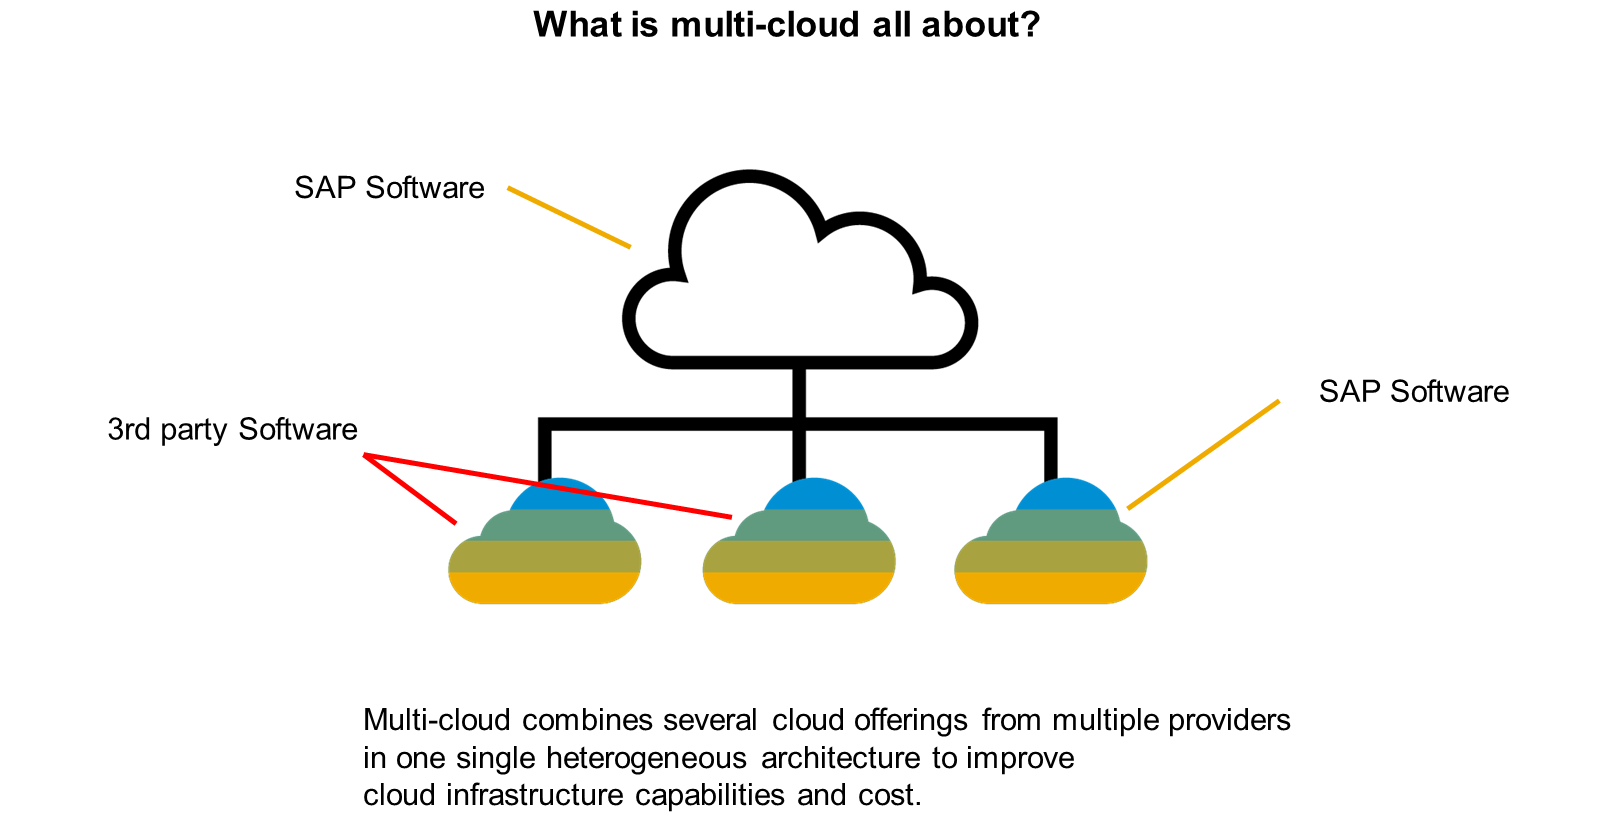 What is multi-cloud all about?
SAP Software
SAP Software
3rd party Software
Multi-cloud combines several cloud offerings from multiple providers
in one single heterogeneous architecture to improve
cloud infrastructure capabilities and cost.